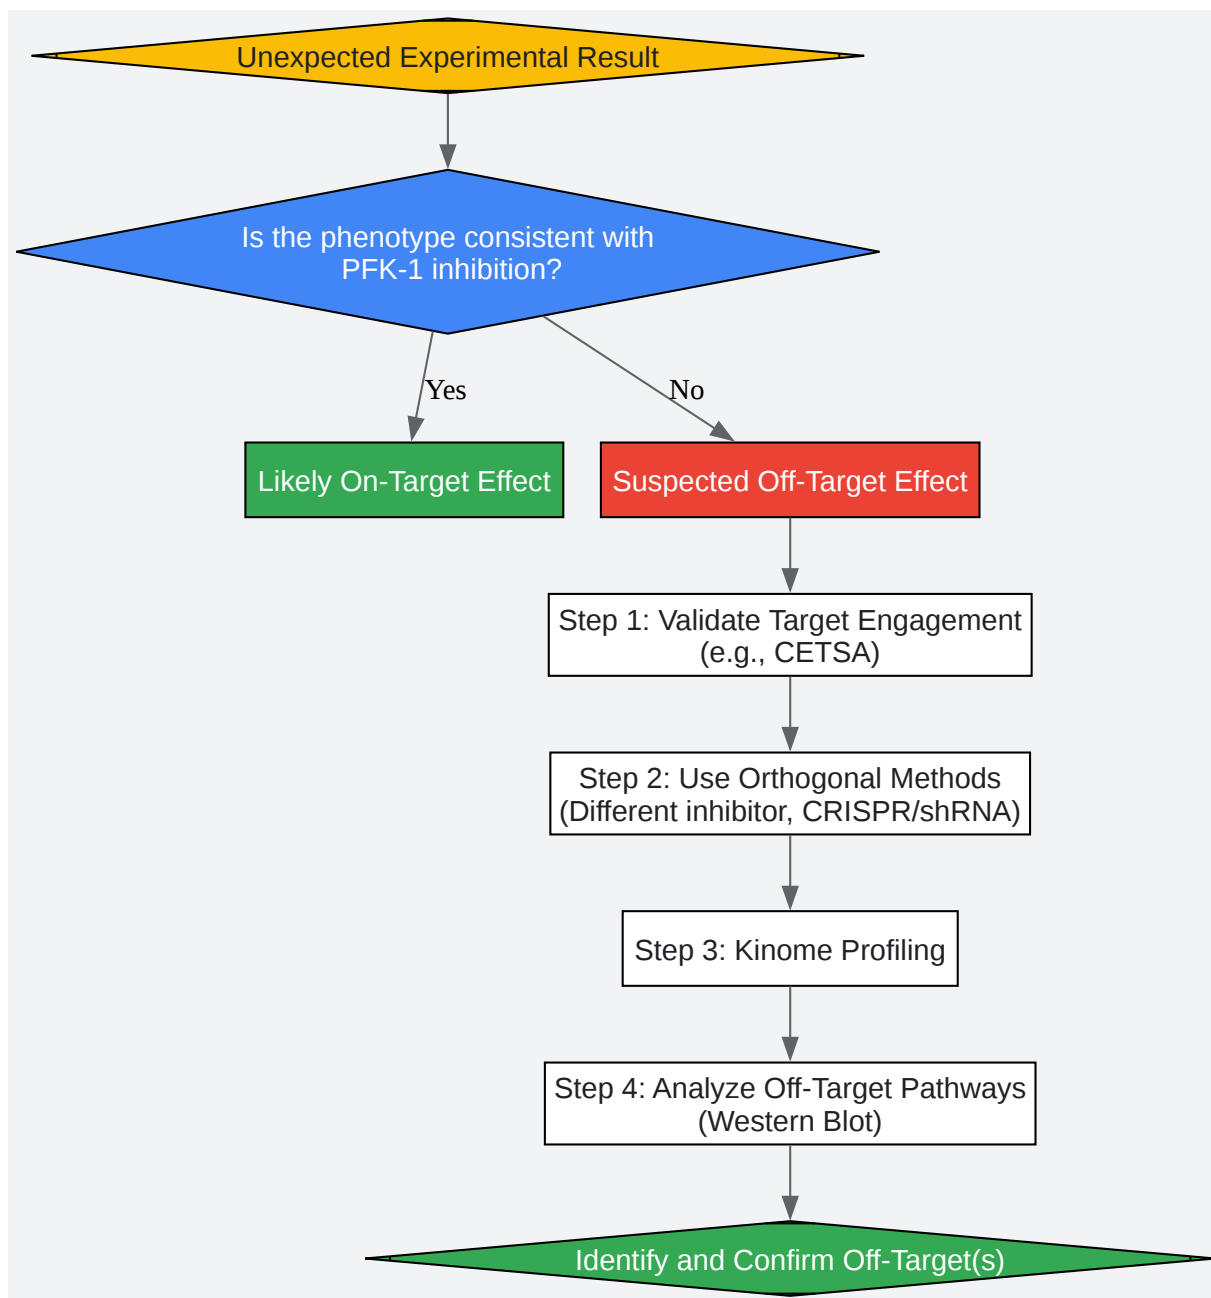 Unexpected Experimental Result
Is the phenotype consistent with
PFK-1 inhibition?
Yes
No
Likely On-Target Effect
Suspected Off-Target Effect
Step 1: Validate Target Engagement
(e.g., CETSA)
Step 2: Use Orthogonal Methods
(Different inhibitor, CRISPR/shRNA)
Step 3: Kinome Profiling
Step 4: Analyze Off-Target Pathways
(Western Blot)
Identify and Confirm Off-Target(s)